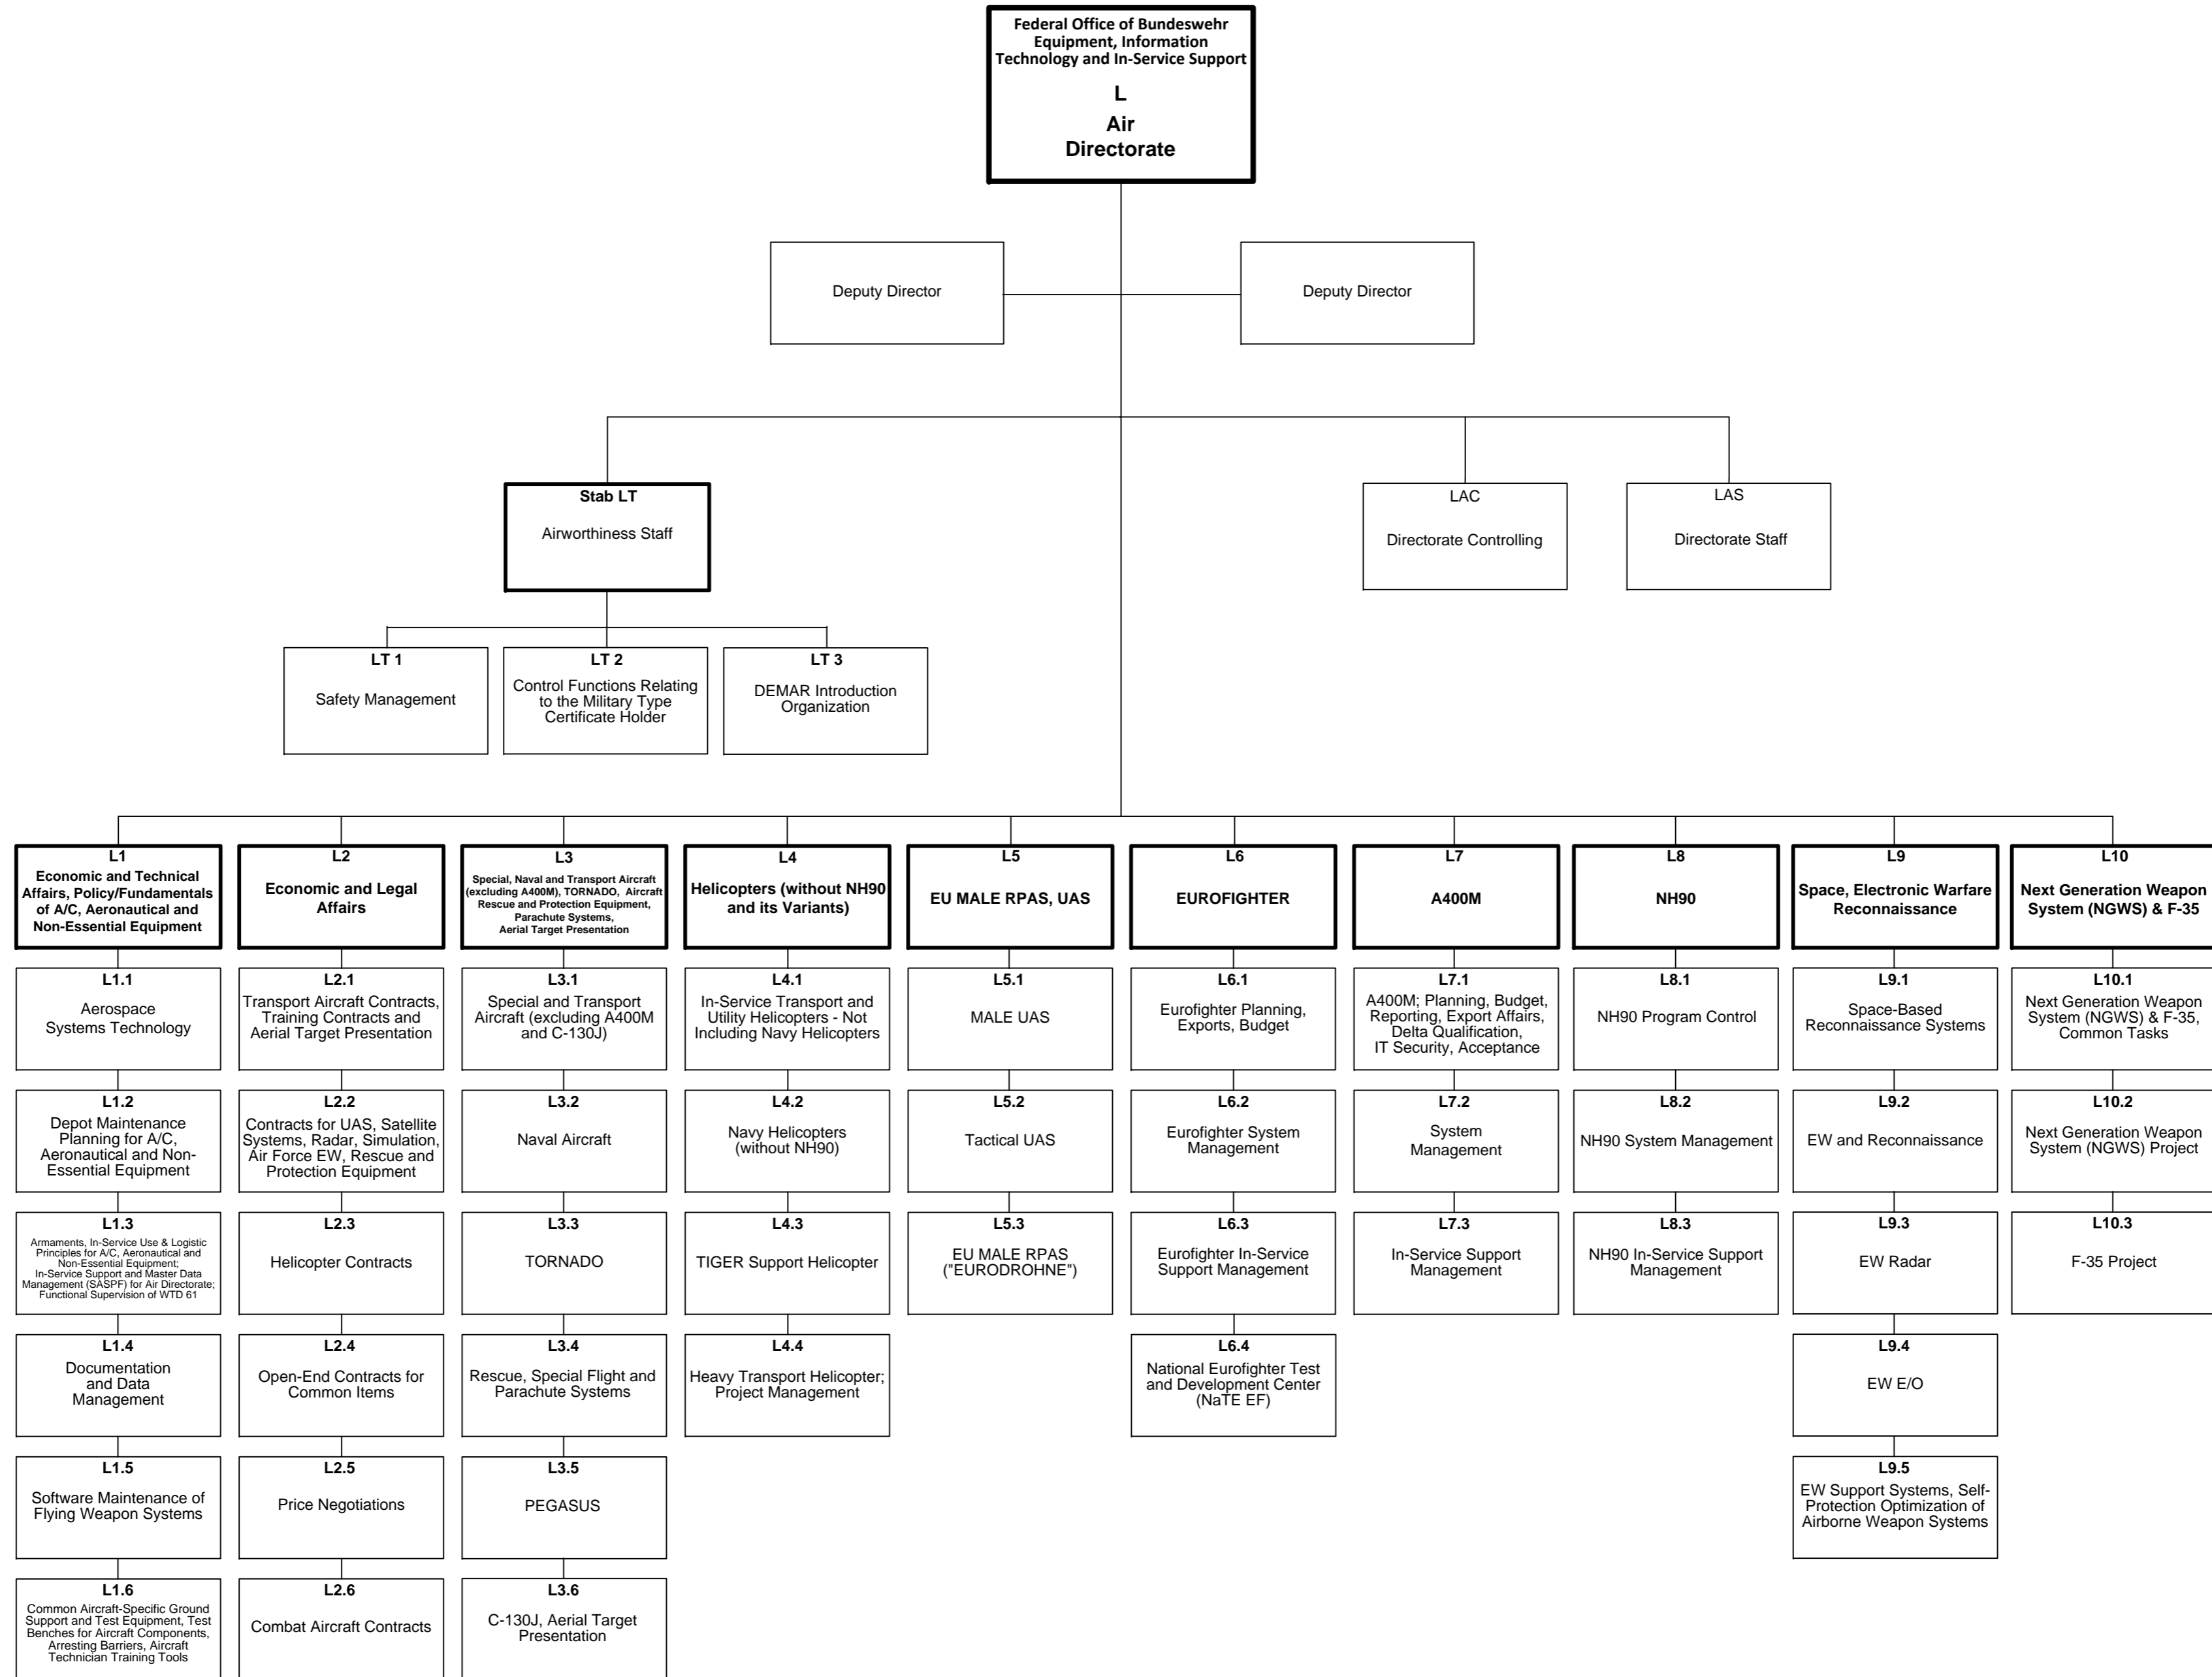 Federal Office of Bundeswehr
Equipment, Information
Technology and In-Service Support
L
Air
Directorate
Deputy Director
Deputy Director
Stab LT
Airworthiness Staff
LAC
Directorate Controlling
LAS
Directorate Staff
LT 1
Safety Management
LT 2
Control Functions Relating
to the Military Type
Certificate Holder
LT 3
DEMAR Introduction
Organization
L1
Economic and Technical
Affairs, Policy/Fundamentals
of A/C, Aeronautical and
Non-Essential Equipment
L2
Economic and Legal
Affairs
L3
Special, Naval and Transport Aircraft
(excluding A400M), TORNADO, Aircraft
Rescue and Protection Equipment,
Parachute Systems,
Aerial Target Presentation
L4
Helicopters (without NH90
and its Variants)
L5
EU MALE RPAS, UAS
L6
EUROFIGHTER
L7
A400M
L8
NH90
L9
Space, Electronic Warfare
Reconnaissance
L10
Next Generation Weapon
System (NGWS) & F-35
L1.1
Aerospace
Systems Technology
L2.1
Transport Aircraft Contracts,
Training Contracts and
Aerial Target Presentation
L3.1
Special and Transport
Aircraft (excluding A400M
and C-130J)
L4.1
In-Service Transport and
Utility Helicopters - Not
Including Navy Helicopters
L5.1
MALE UAS
L6.1
Eurofighter Planning,
Exports, Budget
L7.1
A400M; Planning, Budget,
Reporting, Export Affairs,
Delta Qualification,
IT Security, Acceptance
L8.1
NH90 Program Control
L9.1
Space-Based
Reconnaissance Systems
L10.1
Next Generation Weapon
System (NGWS) & F-35,
Common Tasks
L1.2
Depot Maintenance
Planning for A/C,
Aeronautical and Non-
Essential Equipment
L2.2
Contracts for UAS, Satellite
Systems, Radar, Simulation,
Air Force EW, Rescue and
Protection Equipment
L3.2
Naval Aircraft
L4.2
Navy Helicopters
(without NH90)
L5.2
Tactical UAS
L6.2
Eurofighter System
Management
L7.2
System
Management
L8.2
NH90 System Management
L9.2
EW and Reconnaissance
L10.2
Next Generation Weapon
System (NGWS) Project
L1.3
Armaments, In-Service Use & Logistic
Principles for A/C, Aeronautical and
Non-Essential Equipment;
In-Service Support and Master Data
Management (SASPF) for Air Directorate;
Functional Supervision of WTD 61
L2.3
Helicopter Contracts
L3.3
TORNADO
L4.3
TIGER Support Helicopter
L5.3
EU MALE RPAS
("EURODROHNE")
L6.3
Eurofighter In-Service
Support Management
L7.3
In-Service Support
Management
L8.3
NH90 In-Service Support
Management
L9.3
EW Radar
L10.3
F-35 Project
L1.4
Documentation
and Data
Management
L2.4
Open-End Contracts for
Common Items
L3.4
Rescue, Special Flight and
Parachute Systems
L4.4
Heavy Transport Helicopter;
Project Management
L6.4
National Eurofighter Test
and Development Center
(NaTE EF)
L9.4
EW E/O
L1.5
Software Maintenance of
Flying Weapon Systems
L2.5
Price Negotiations
L3.5
PEGASUS
L9.5
EW Support Systems, Self-
Protection Optimization of
Airborne Weapon Systems
L1.6
Common Aircraft-Specific Ground
Support and Test Equipment, Test
Benches for Aircraft Components,
Arresting Barriers, Aircraft
Technician Training Tools
L2.6
Combat Aircraft Contracts
L3.6
C-130J, Aerial Target
Presentation